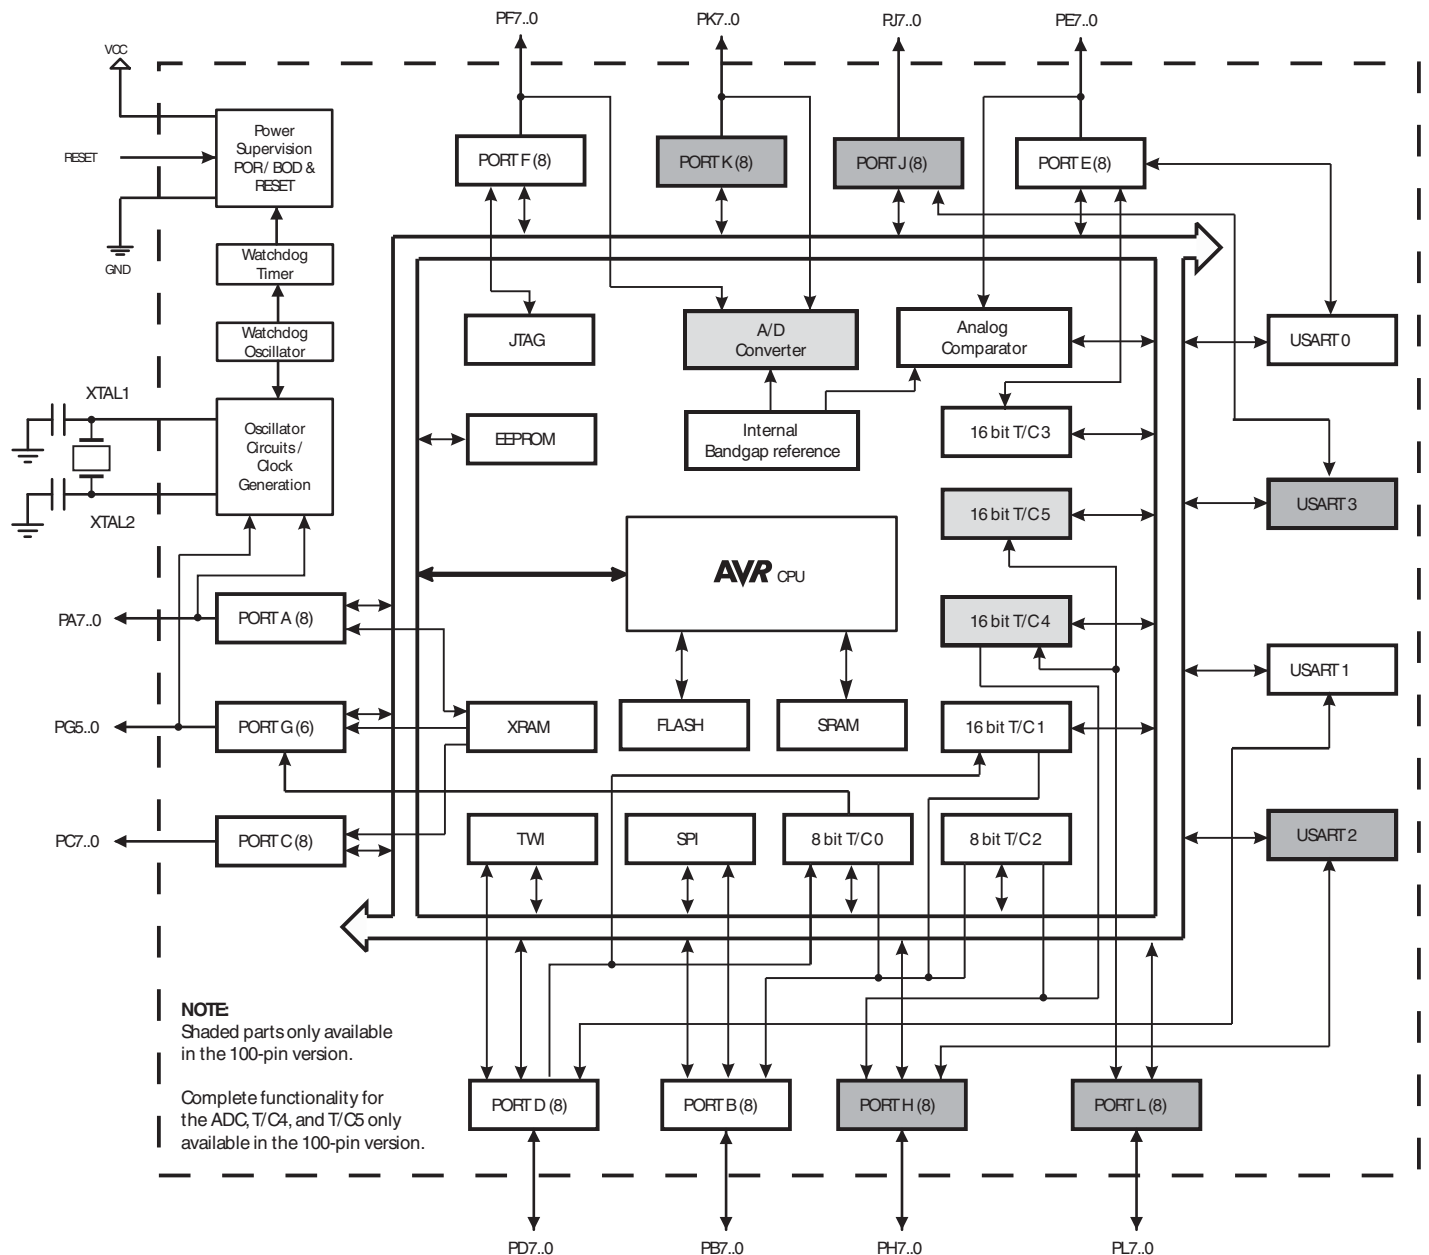 PF7..0
PK7..0
PJ7..0
PE7..0
VCC
RESET
GND
Power
Supervision
POR / BOD &
RESET
Watchdog
Timer
Watchdog
Oscillator
XTAL1
XTAL2
Oscillator
Circuits /
Clock
Generation
PORT F (8)
PORT K (8)
PORT J (8)
PORT E (8)
JTAG
A/D
Converter
Analog
Comparator
USART 0
EEPROM
Internal
Bandgap reference
16 bit T/C 3
16 bit T/C 5
USART 3
AVR CPU
PA7..0
PORT A (8)
16 bit T/C 4
USART 1
PG5..0
PORT G (6)
XRAM
FLASH
SRAM
16 bit T/C 1
PC7..0
PORT C (8)
TWI
SPI
8 bit T/C 0
8 bit T/C 2
USART 2
NOTE:
Shaded parts only available
in the 100-pin version.
Complete functionality for
the ADC, T/C4, and T/C5 only
available in the 100-pin version.
PORT D (8)
PORT B (8)
PORT H (8)
PORT L (8)
PD7..0
PB7..0
PH7..0
PL7..0